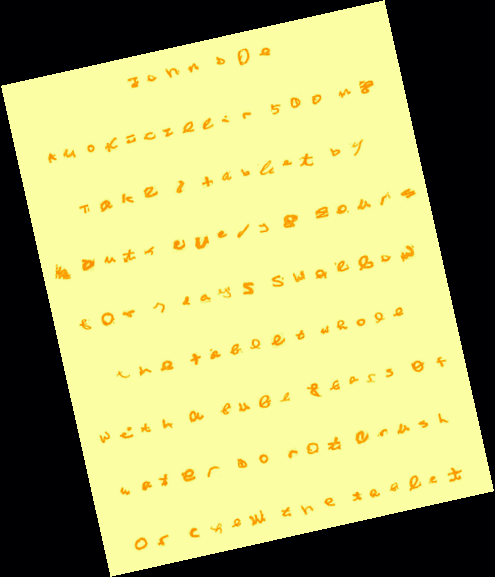 John Doe
Amoxicillin 500 mg
Take 1 tablet by
mouth every 8 hours
for 7 days Swallow
the tablet whole
with a full glass of
water Do not crush
or chew the tablet